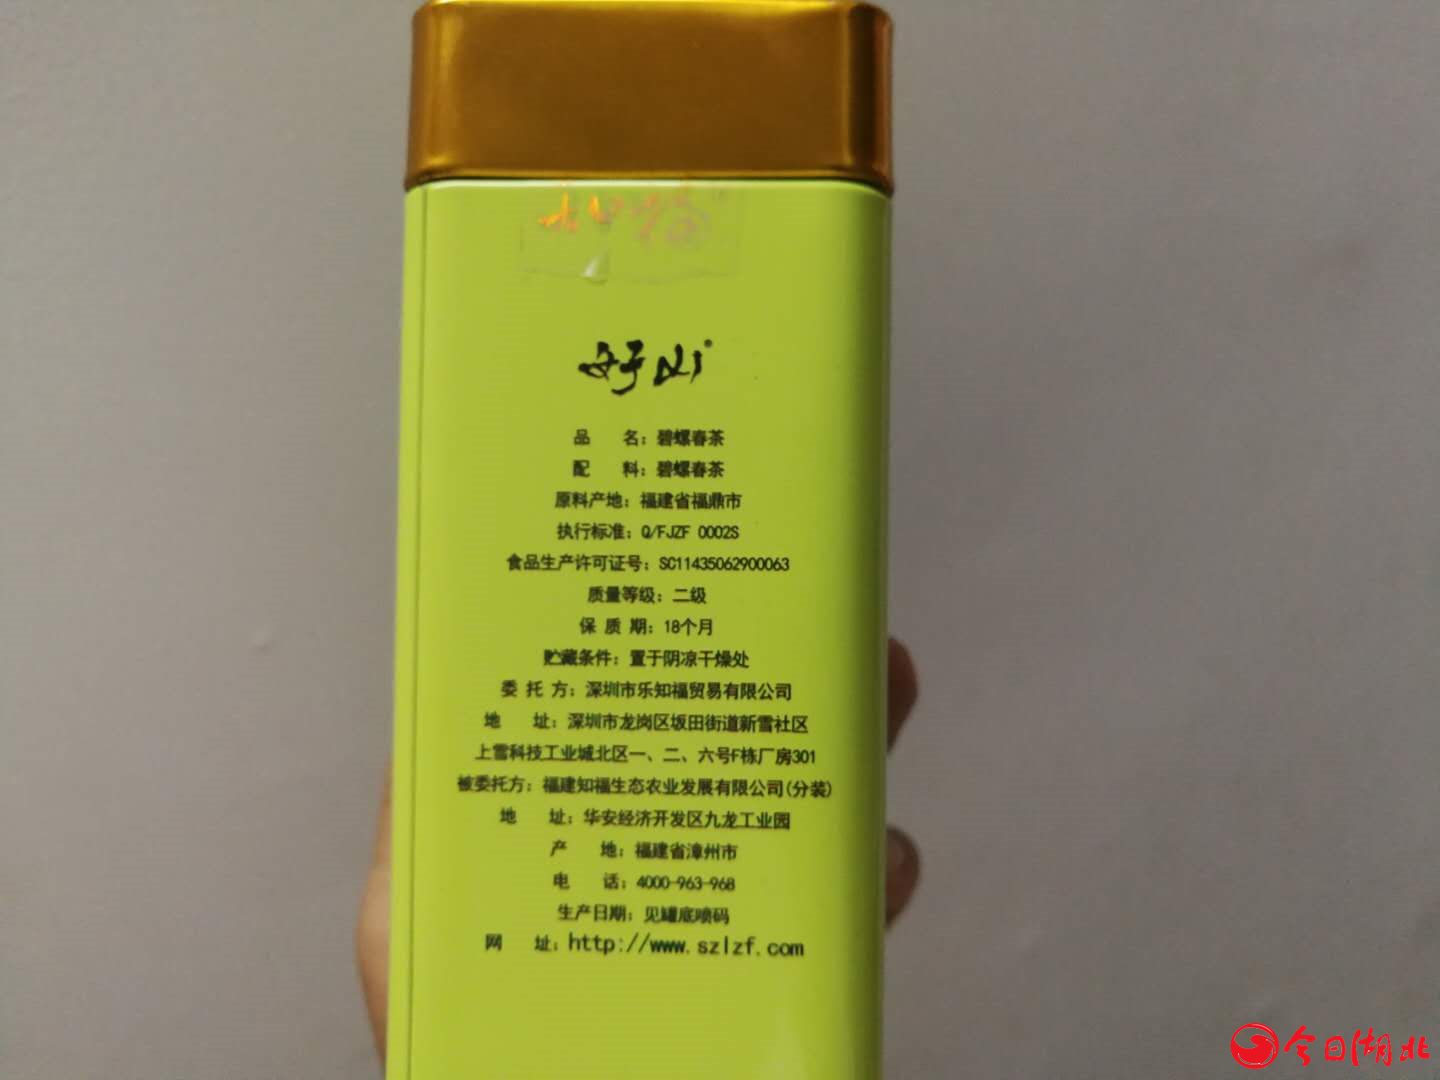 好山®
品 名：碧螺春茶
配 料：碧螺春茶
原料产地：福建省福鼎市
执行标准：Q/FJZF 0002S
食品生产许可证号：SC11435062900063
质量等级：二级
保 质 期：18个月
贮藏条件：置于阴凉干燥处
委 托 方：深圳市乐知福贸易有限公司
地 址：深圳市龙岗区坂田街道新雪社区
上雪科技工业城北区一、二、六号F栋厂房301
被委托方：福建知福生态农业发展有限公司(分装)
地 址：华安经济开发区九龙工业园
产 地：福建省漳州市
电 话：4000-963-968
生产日期：见罐底喷码
网 址：http://www.szlzf.com
今日湖北